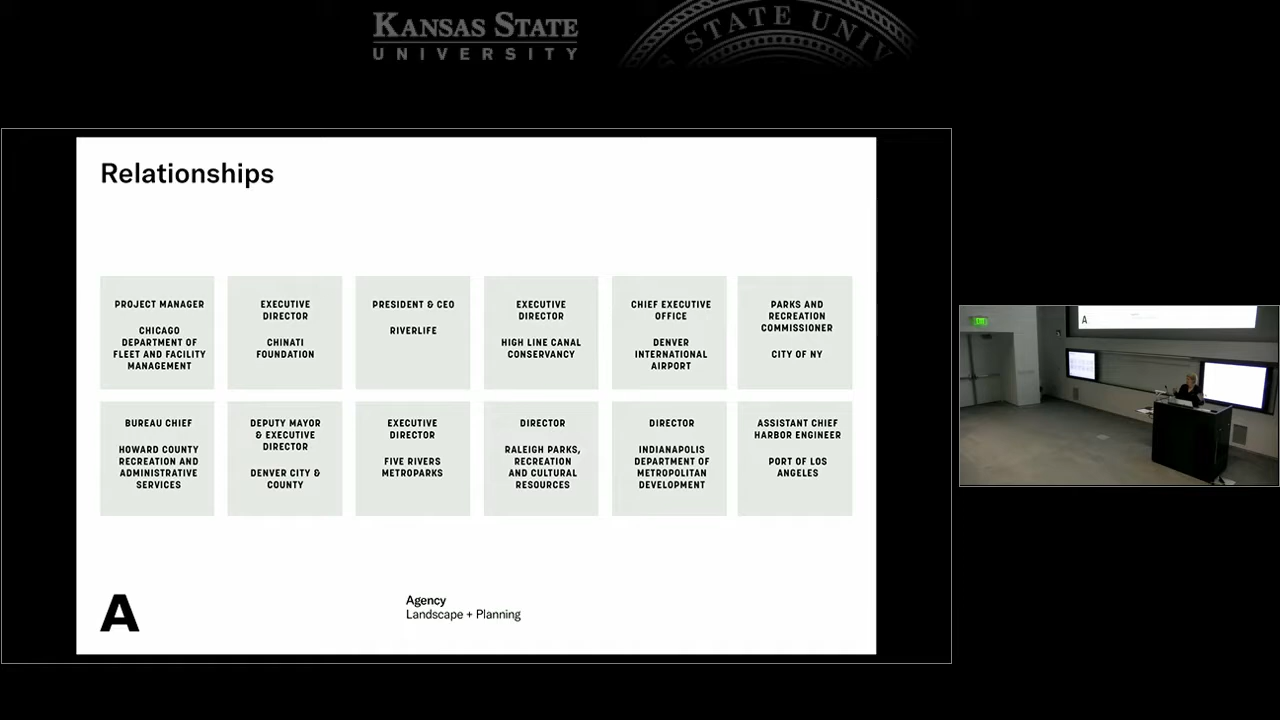 KANSAS STATE
UNIVERSITY
STATE UNIV
Relationships
PROJECT MANAGER
CHICAGO
DEPARTMENT OF
FLEET AND FACILITY
MANAGEMENT
EXECUTIVE
DIRECTOR
CHINATI
FOUNDATION
PRESIDENT & CEO
RIVERLIFE
EXECUTIVE
DIRECTOR
HIGH LINE CANAL
CONSERVANCY
CHIEF EXECUTIVE
OFFICE
DENVER
INTERNATIONAL
AIRPORT
PARKS AND
RECREATION
COMMISSIONER
CITY OF NY
BUREAU CHIEF
HOWARD COUNTY
RECREATION AND
ADMINISTRATIVE
SERVICES
DEPUTY MAYOR
& EXECUTIVE
DIRECTOR
DENVER CITY &
COUNTY
EXECUTIVE
DIRECTOR
FIVE RIVERS
METROPARKS
DIRECTOR
RALEIGH PARKS,
RECREATION
AND CULTURAL
RESOURCES
DIRECTOR
INDIANAPOLIS
DEPARTMENT OF
METROPOLITAN
DEVELOPMENT
ASSISTANT CHIEF
HARBOR ENGINEER
PORT OF LOS
ANGELES
A
Agency
Landscape + Planning
A